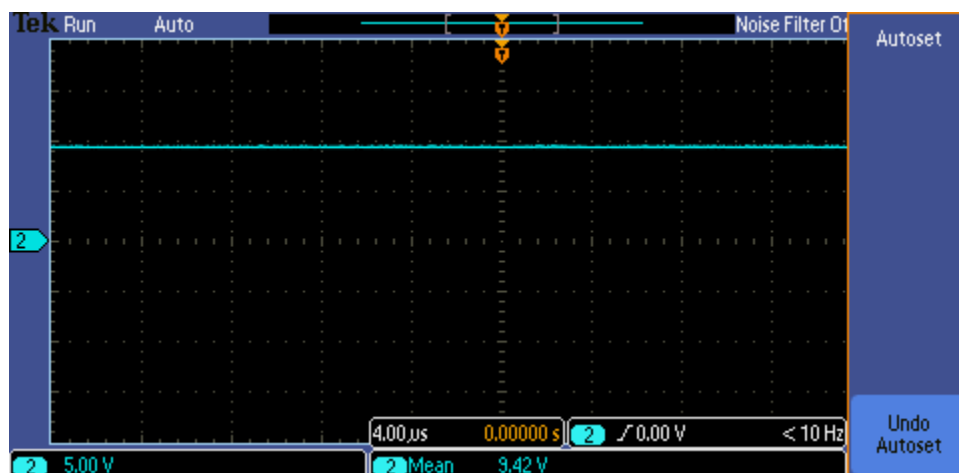 Tek Run Auto Noise Filter Of
Autoset
2
4.00µs 0.00000 s 2 0.00 V < 10 Hz
Undo
Autoset
2 5.00 V 2 Mean 9.42 V